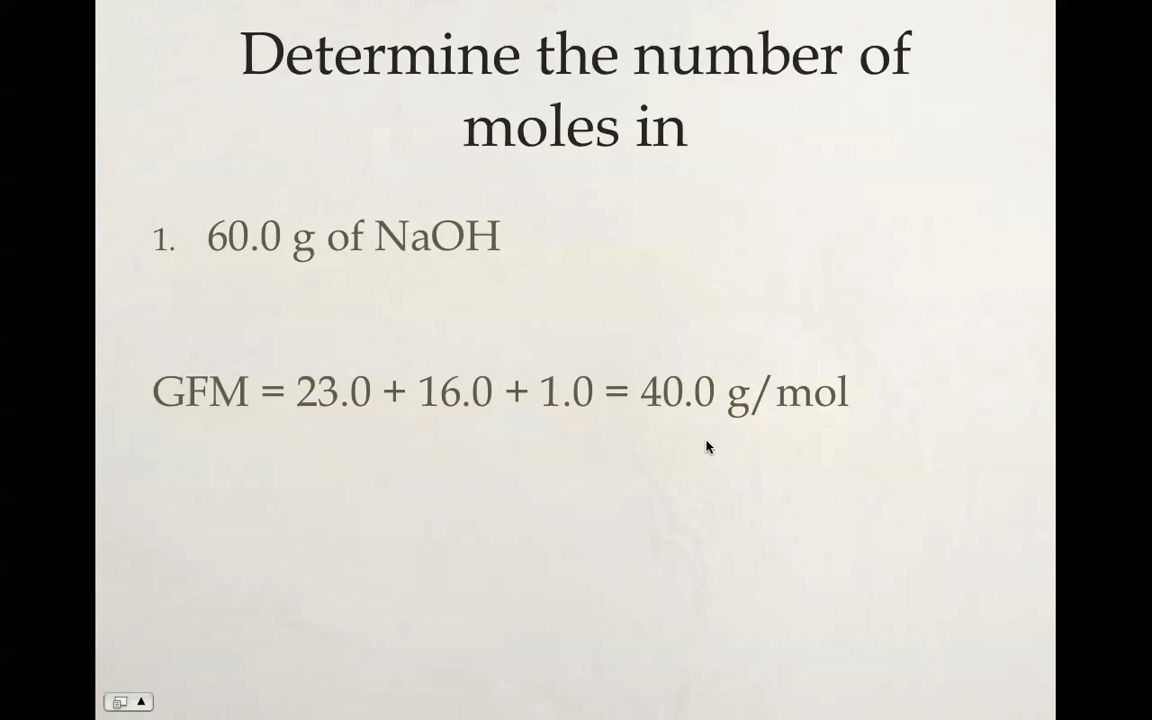 Determine the number of
moles in
1. 60.0 g of NaOH
GFM = 23.0 + 16.0 + 1.0 = 40.0 g/mol